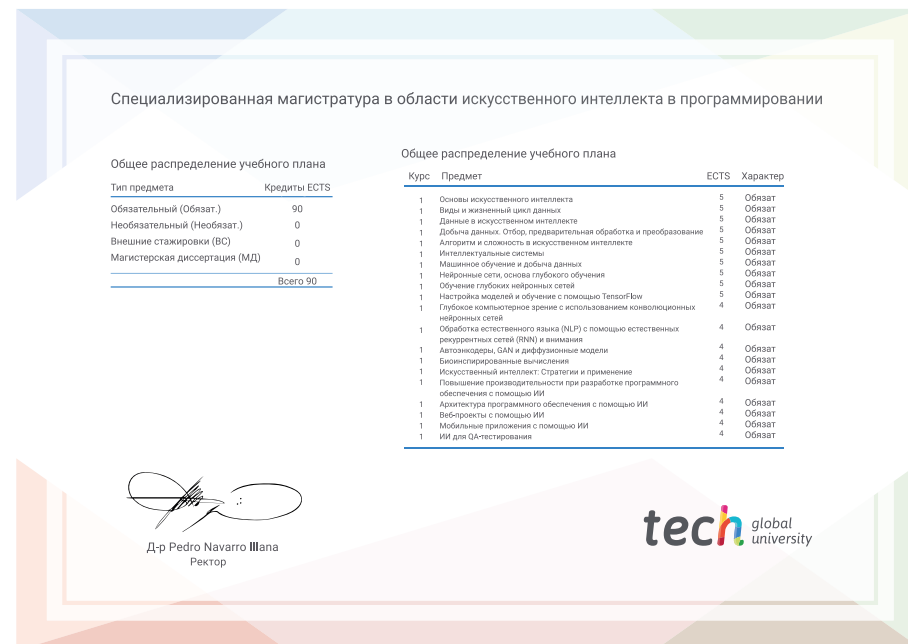 Специализированная магистратура в области искусственного интеллекта в программировании
Общее распределение учебного плана
Тип предмета Кредиты ECTS
Обязательный (Обязат.) 90
Необязательный (Необязат.) 0
Внешние стажировки (ВС) 0
Магистерская диссертация (МД) 0
Всего 90
Общее распределение учебного плана
Курс Предмет ECTS Характер
1 Основы искусственного интеллекта 5 Обязат
1 Виды и жизненный цикл данных 5 Обязат
1 Данные в искусственном интеллекте 5 Обязат
1 Добыча данных. Отбор, предварительная обработка и преобразование 5 Обязат
1 Алгоритм и сложность в искусственном интеллекте 5 Обязат
1 Интеллектуальные системы 5 Обязат
1 Машинное обучение и добыча данных 5 Обязат
1 Нейронные сети, основа глубокого обучения 5 Обязат
1 Обучение глубоких нейронных сетей 5 Обязат
1 Настройка моделей и обучение с помощью TensorFlow 5 Обязат
1 Глубокое компьютерное зрение с использованием конволюционных 4 Обязат
нейронных сетей
1 Обработка естественного языка (NLP) с помощью естественных 4 Обязат
рекуррентных сетей (RNN) и внимания
1 Автоэнкодеры, GAN и диффузионные модели 4 Обязат
1 Биоинспирированные вычисления 4 Обязат
1 Искусственный интеллект: Стратегии и применение 4 Обязат
1 Повышение производительности при разработке программного 4 Обязат
обеспечения с помощью ИИ
1 Архитектура программного обеспечения с помощью ИИ 4 Обязат
1 Веб-проекты с помощью ИИ 4 Обязат
1 Мобильные приложения с помощью ИИ 4 Обязат
1 ИИ для QA-тестирования 4 Обязат
Д-р Pedro Navarro Illana
Ректор
tech global
university